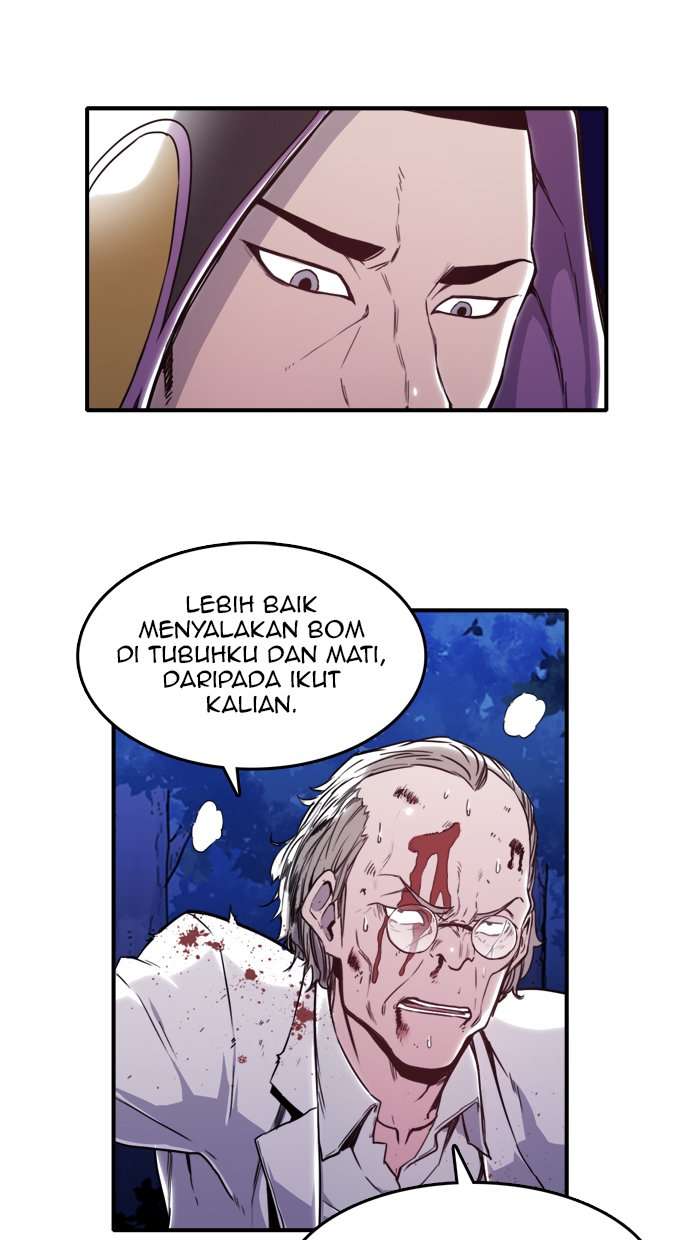 LEBIH BAIK
MENYALAKAN BOM
DI TUBUHKU DAN MATI,
DARIPADA IKUT
KALIAN.